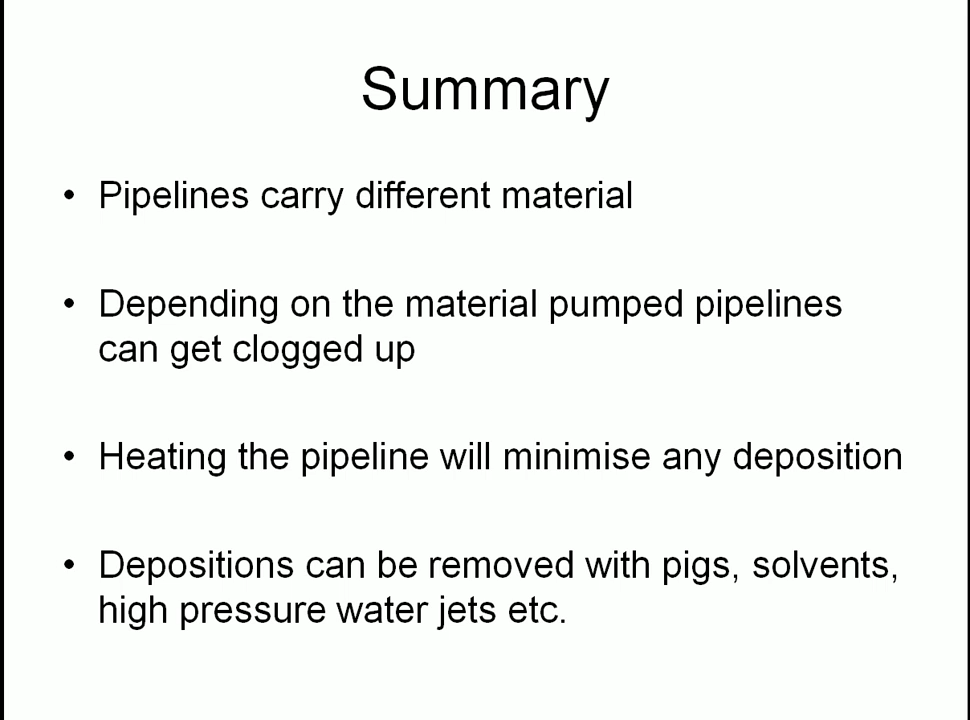 Summary
• Pipelines carry different material
• Depending on the material pumped pipelines
can get clogged up
• Heating the pipeline will minimise any deposition
• Depositions can be removed with pigs, solvents,
high pressure water jets etc.